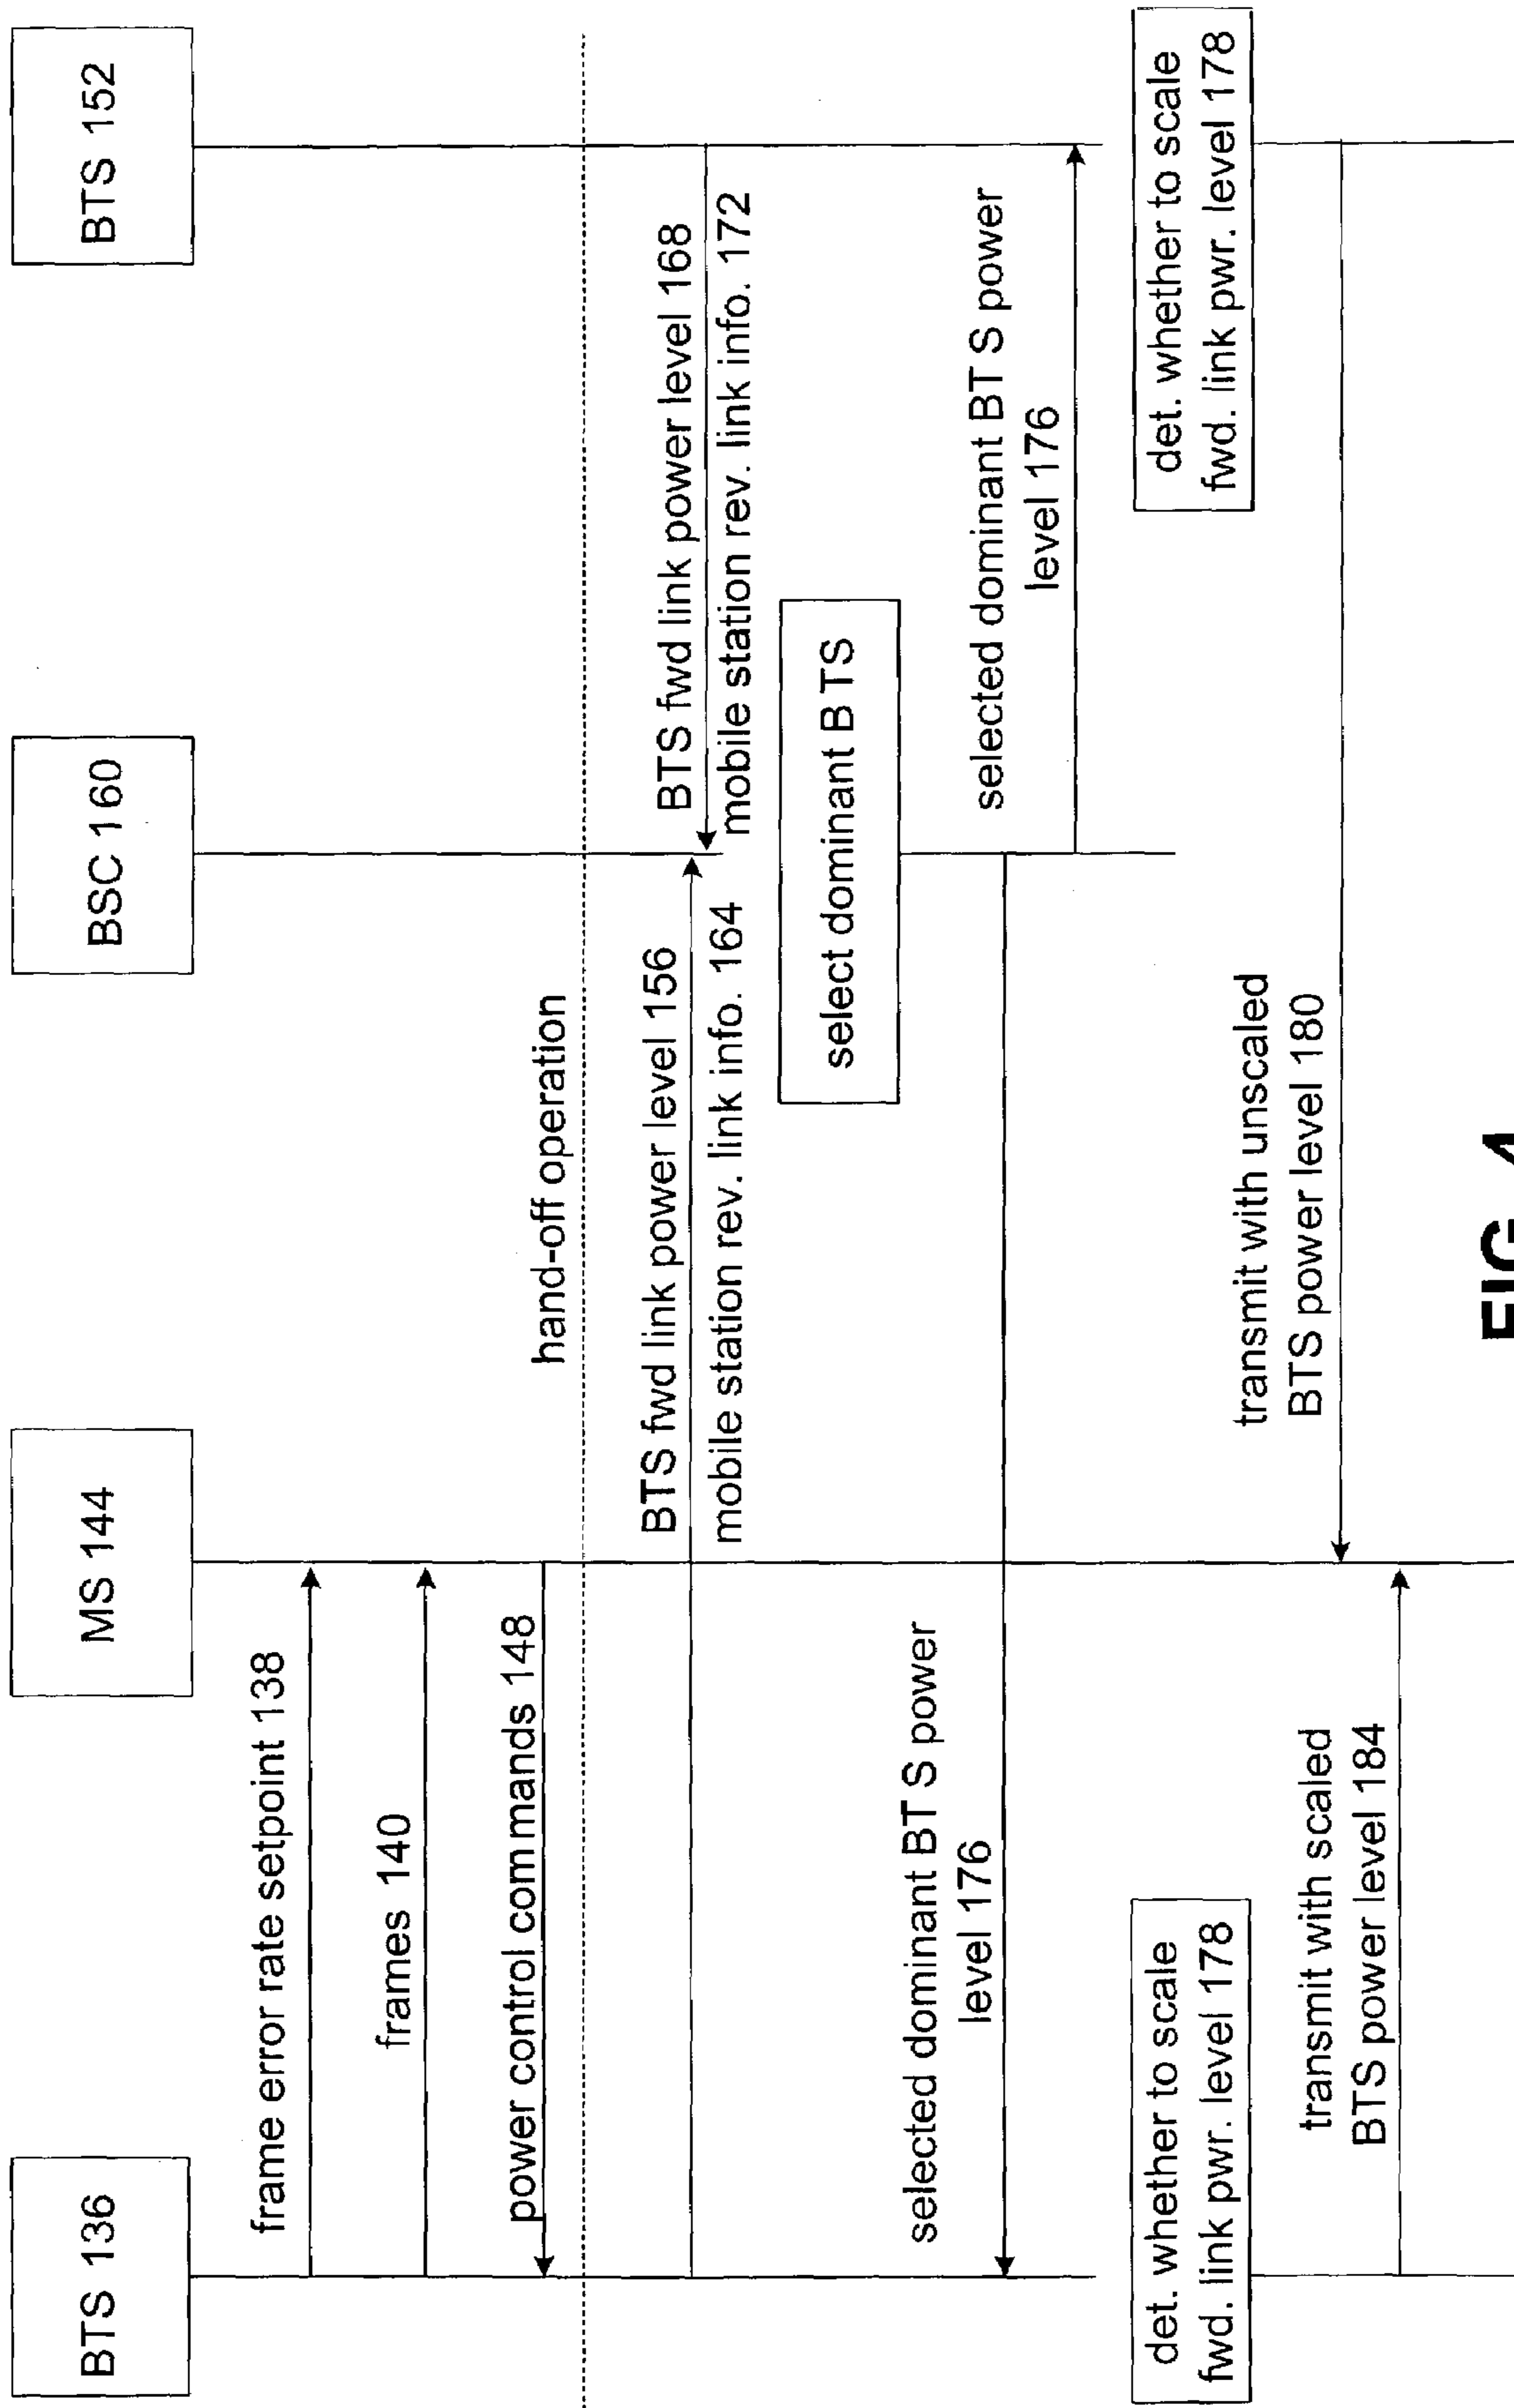 BTS 136
MS 144
BSC 160
BTS 152
frame error rate setpoint 138
frames 140
power control commands 148
hand-off operation
BTS fwd link power level 156
mobile station rev. link info. 164
BTS fwd link power level 168
mobile station rev. link info. 172
select dominant B TS
selected dominant BT S power
level 176
selected dominant BT S power
level 176
det. whether to scale
fwd. link pwr. level 178
det. whether to scale
fwd. link pwr. level 178
transmit with unscaled
BTS power level 180
transmit with scaled
BTS power level 184
FIG. 4